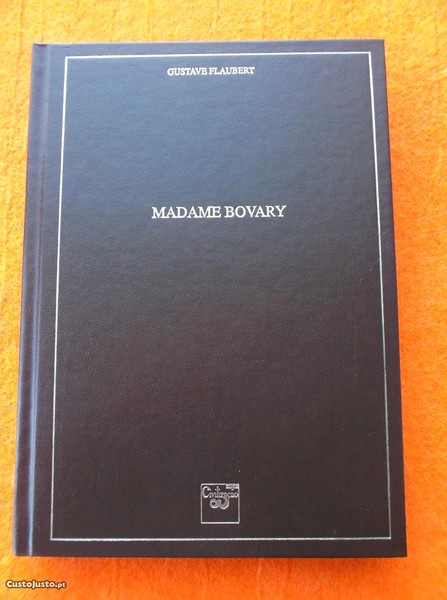 GUSTAVE FLAUBERT
MADAME BOVARY
Civilização
CustoJusto.pt